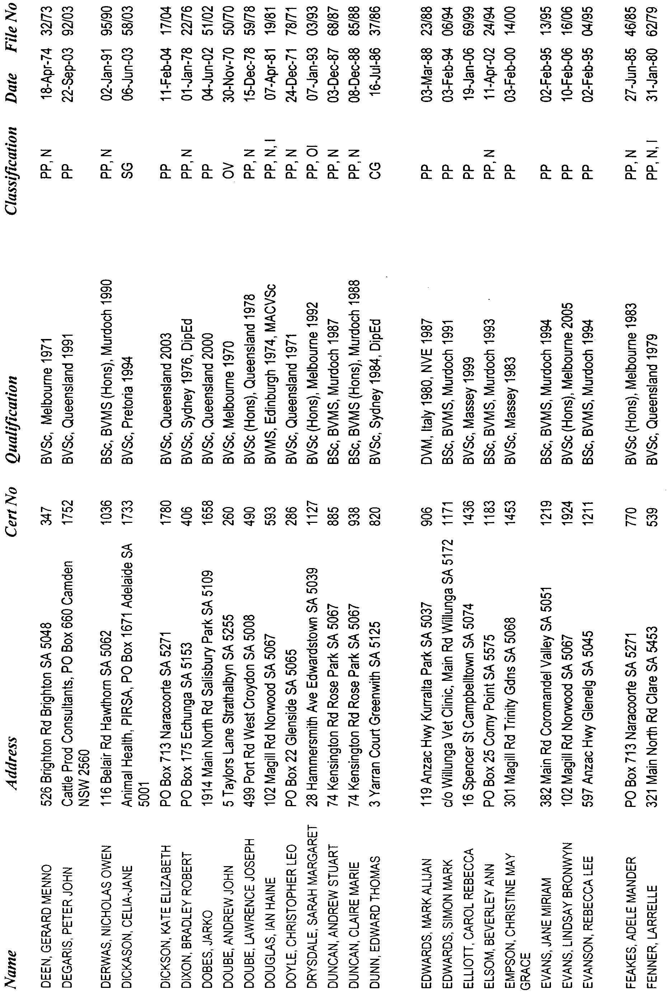 Name Address Cert No Qualification Classification Date File No
DEEN, GERARD MENNO 526 Brighton Rd Brighton SA 5048 347 BVSc, Melbourne 1971 PP, N 18-Apr-74 32/73
DEGARIS, PETER JOHN Cattle Prod Consultants, PO Box 660 Camden 1752 BVSc, Queensland 1991 PP 22-Sep-03 92/03
NSW 2560
DERWAS, NICHOLAS OWEN 116 Belair Rd Hawthorn SA 5062 1036 BSc, BVMS (Hons), Murdoch 1990 PP, N 02-Jan-91 95/90
DICKASON, CELIA-JANE Animal Health, PIRSA, PO Box 1671 Adelaide SA 1733 BVSc, Pretoria 1994 SG 06-Jun-03 58/03
5001
DICKSON, KATE ELIZABETH PO Box 713 Naracoorte SA 5271 1780 BVSc, Queensland 2003 PP 11-Feb-04 17/04
DIXON, BRADLEY ROBERT PO Box 175 Echunga SA 5153 406 BVSc, Sydney 1976, DipEd PP, N 01-Jan-78 22/76
DOBES, JARKO 1914 Main North Rd Salisbury Park SA 5109 1658 BVSc, Queensland 2000 PP 04-Jun-02 51/02
DOUBE, ANDREW JOHN 5 Taylors Lane Strathalbyn SA 5255 260 BVSc, Melbourne 1970 OV 30-Nov-70 50/70
DOUBE, LAWRENCE JOSEPH 499 Port Rd West Croydon SA 5008 490 BVSc (Hons), Queensland 1978 PP, N 15-Dec-78 59/78
DOUGLAS, IAN HAINE 102 Magill Rd Norwood SA 5067 593 BVMS, Edinburgh 1974, MACVSc PP, N, I 07-Apr-81 19/81
DOYLE, CHRISTOPHER LEO PO Box 22 Glenside SA 5065 286 BVSc, Queensland 1971 PP, N 24-Dec-71 78/71
DRYSDALE, SARAH MARGARET 28 Hammersmith Ave Edwardstown SA 5039 1127 BVSc (Hons), Melbourne 1992 PP, OI 07-Jan-93 03/93
DUNCAN, ANDREW STUART 74 Kensington Rd Rose Park SA 5067 885 BSc, BVMS, Murdoch 1987 PP, N 03-Dec-87 68/87
DUNCAN, CLAIRE MARIE 74 Kensington Rd Rose Park SA 5067 938 BSc, BVMS (Hons), Murdoch 1988 PP, N 08-Dec-88 85/88
DUNN, EDWARD THOMAS 3 Yarran Court Greenwith SA 5125 820 BVSc, Sydney 1984, DipEd CG 16-Jul-86 37/86
EDWARDS, MARK ALIJAN 119 Anzac Hwy Kurralta Park SA 5037 906 DVM, Italy 1980, NVE 1987 PP 03-Mar-88 23/88
EDWARDS, SIMON MARK c/o Willunga Vet Clinic, Main Rd Willunga SA 5172 1171 BSc, BVMS, Murdoch 1991 PP 03-Feb-94 06/94
ELLIOTT, CAROL REBECCA 16 Spencer St Campbelltown SA 5074 1436 BVSc, Massey 1999 PP 19-Jan-06 69/99
ELSOM, BEVERLEY ANN PO Box 25 Corny Point SA 5575 1183 BSc, BVMS, Murdoch 1993 PP, N 11-Apr-02 24/94
EMPSON, CHRISTINE MAY 301 Magill Rd Trinity Gdns SA 5068 1453 BVSc, Massey 1983 PP 03-Feb-00 14/00
GRACE
EVANS, JANE MIRIAM 382 Main Rd Coromandel Valley SA 5051 1219 BSc, BVMS, Murdoch 1994 PP 02-Feb-95 13/95
EVANS, LINDSAY BRONWYN 102 Magill Rd Norwood SA 5067 1924 BVSc (Hons), Melbourne 2005 PP 10-Feb-06 16/06
EVANSON, REBECCA LEE 597 Anzac Hwy Glenelg SA 5045 1211 BSc, BVMS, Murdoch 1994 PP 02-Feb-95 04/95
FEAKES, ADELE MANDER PO Box 713 Naracoorte SA 5271 770 BVSc (Hons), Melbourne 1983 PP, N 27-Jun-85 46/85
FENNER, LARRELLE 321 Main North Rd Clare SA 5453 539 BVSc, Queensland 1979 PP, N, I 31-Jan-80 62/79